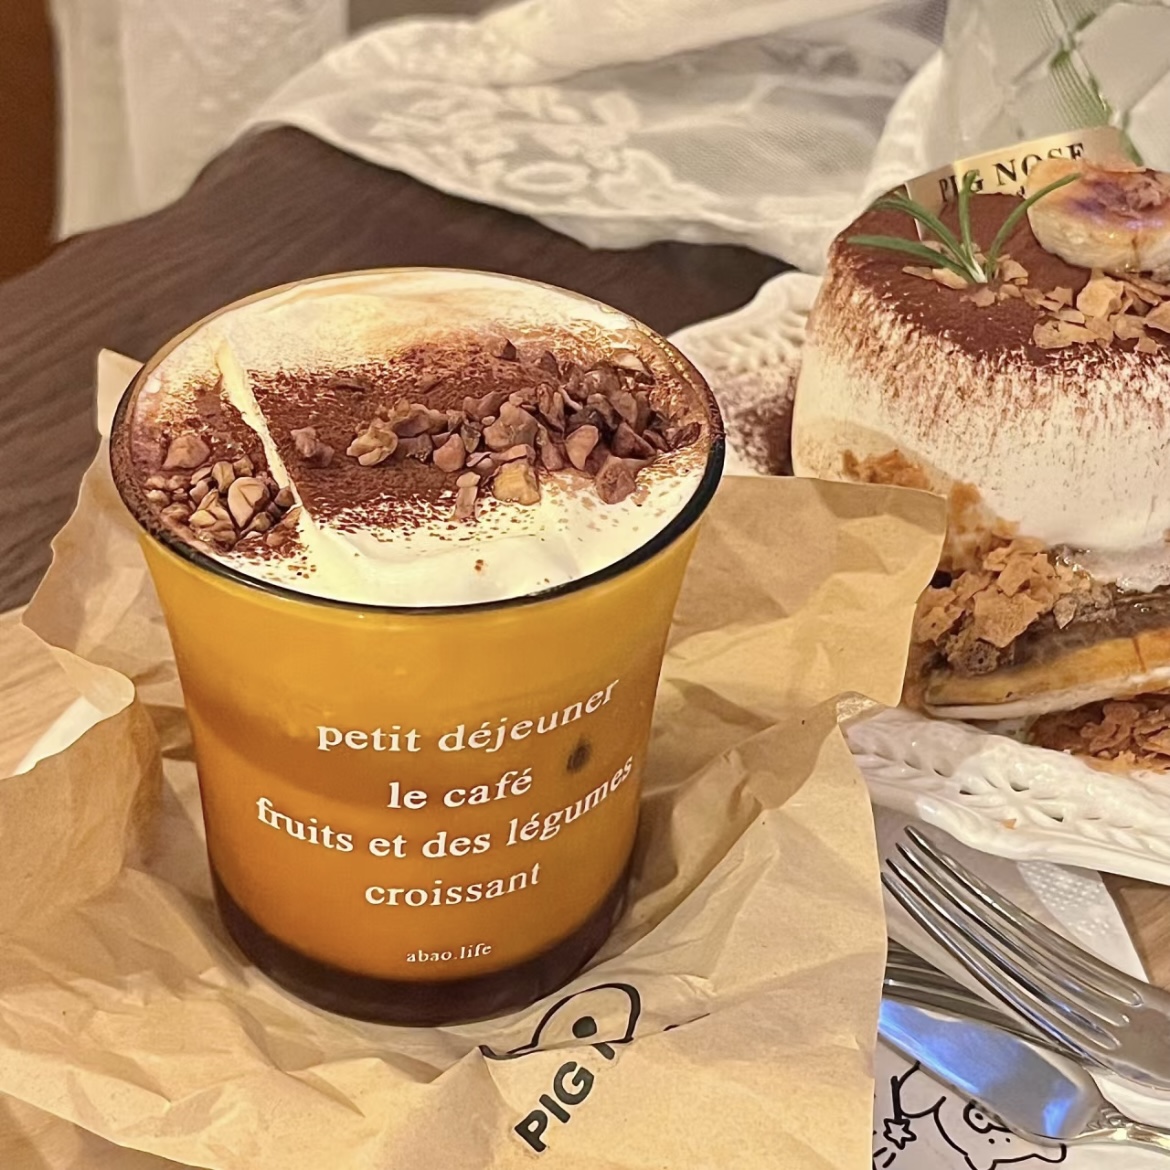 PIG NOSE
petit déjeuner
le café
fruits et des légumes
croissant
abao.life
PIG